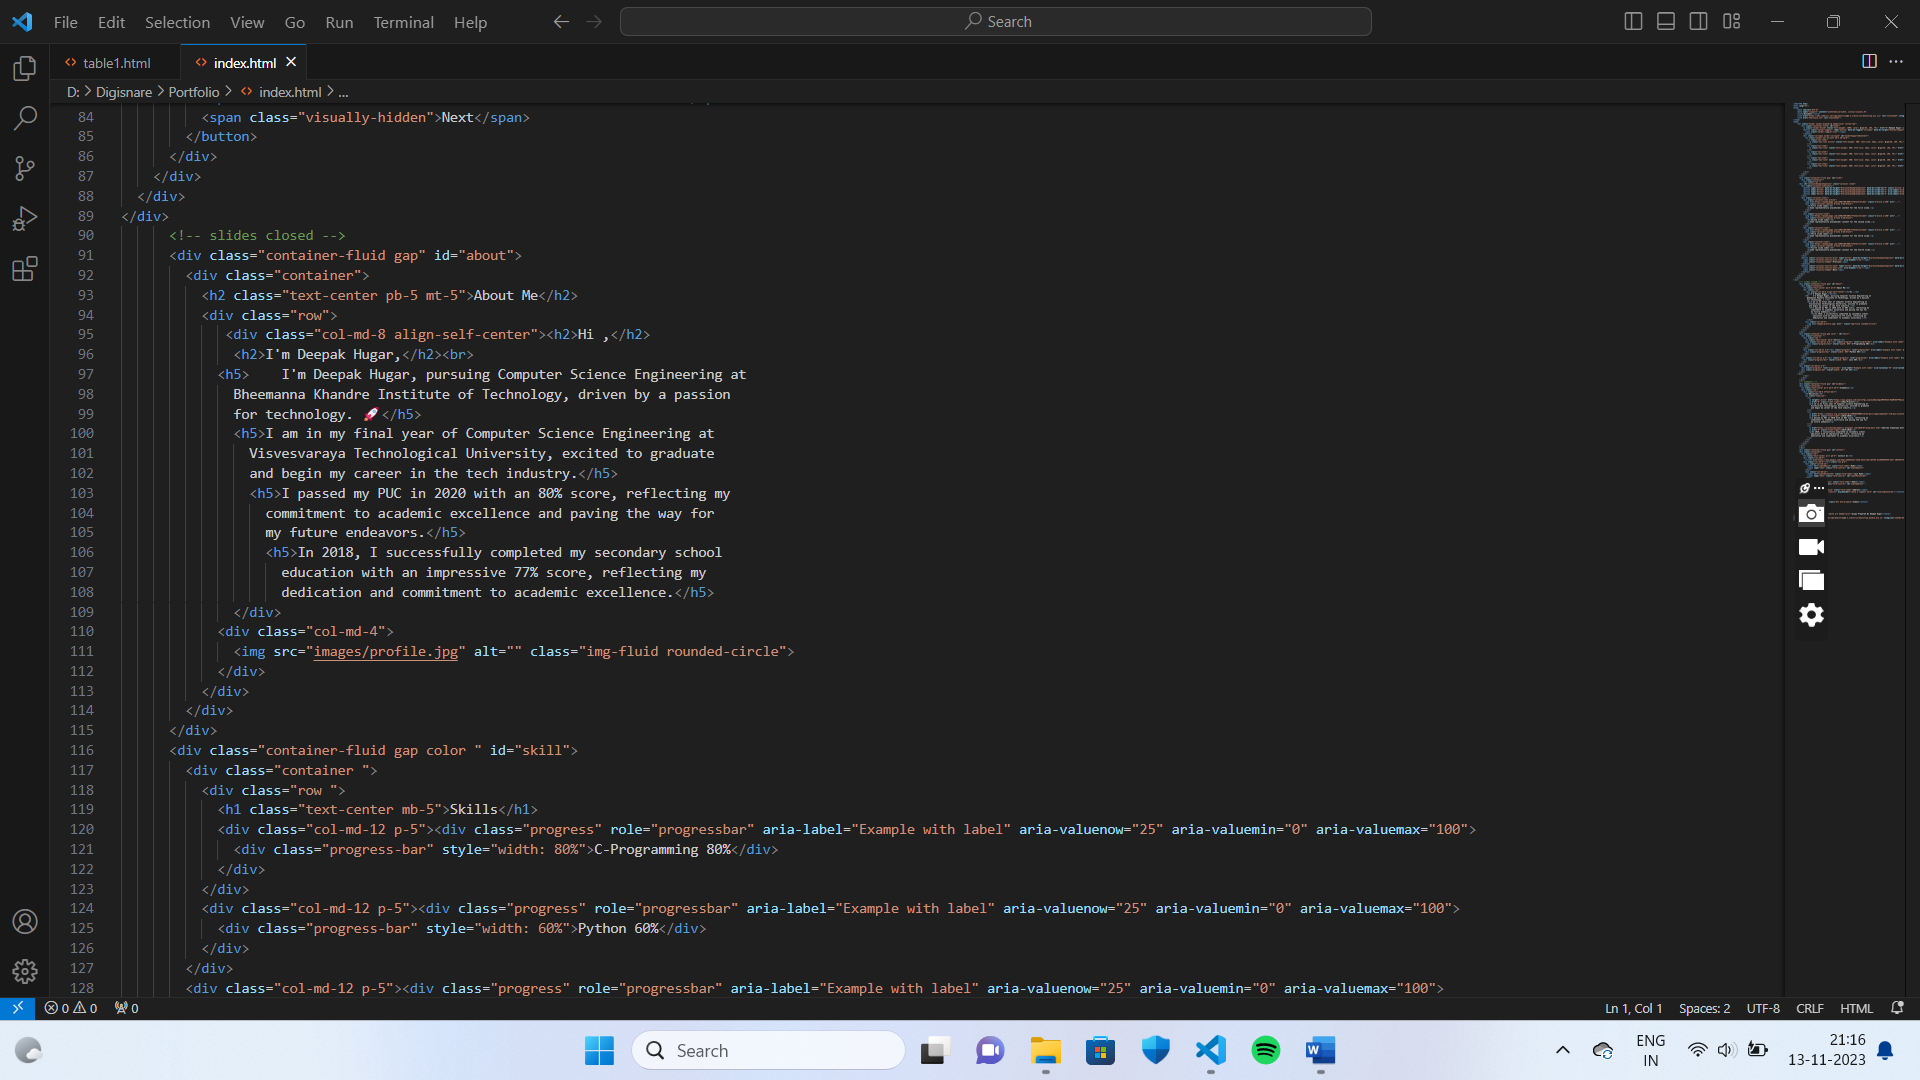 File Edit Selection View Go Run Terminal Help
Search
table1.html
index.html
D: > Digisnare > Portfolio > index.html > ...
84 <span class="visually-hidden">Next</span>
85 </button>
86 </div>
87 </div>
88 </div>
89 </div>
90 <!-- slides closed -->
91 <div class="container-fluid gap" id="about">
92 <div class="container">
93 <h2 class="text-center pb-5 mt-5">About Me</h2>
94 <div class="row">
95 <div class="col-md-8 align-self-center"><h2>Hi ,</h2>
96 <h2>I'm Deepak Hugar,</h2><br>
97 <h5> I'm Deepak Hugar, pursuing Computer Science Engineering at
98 Bheemanna Khandre Institute of Technology, driven by a passion
99 for technology. 🚀</h5>
100 <h5>I am in my final year of Computer Science Engineering at
101 Visvesvaraya Technological University, excited to graduate
102 and begin my career in the tech industry.</h5>
103 <h5>I passed my PUC in 2020 with an 80% score, reflecting my
104 commitment to academic excellence and paving the way for
105 my future endeavors.</h5>
106 <h5>In 2018, I successfully completed my secondary school
107 education with an impressive 77% score, reflecting my
108 dedication and commitment to academic excellence.</h5>
109 </div>
110 <div class="col-md-4">
111 <img src="images/profile.jpg" alt="" class="img-fluid rounded-circle">
112 </div>
113 </div>
114 </div>
115 </div>
116 <div class="container-fluid gap color " id="skill">
117 <div class="container ">
118 <div class="row ">
119 <h1 class="text-center mb-5">Skills</h1>
120 <div class="col-md-12 p-5"><div class="progress" role="progressbar" aria-label="Example with label" aria-valuenow="25" aria-valuemin="0" aria-valuemax="100">
121 <div class="progress-bar" style="width: 80%">C-Programming 80%</div>
122 </div>
123 </div>
124 <div class="col-md-12 p-5"><div class="progress" role="progressbar" aria-label="Example with label" aria-valuenow="25" aria-valuemin="0" aria-valuemax="100">
125 <div class="progress-bar" style="width: 60%">Python 60%</div>
126 </div>
127 </div>
128 <div class="col-md-12 p-5"><div class="progress" role="progressbar" aria-label="Example with label" aria-valuenow="25" aria-valuemin="0" aria-valuemax="100">
0 0 0 Ln 1, Col 1 Spaces: 2 UTF-8 CRLF HTML
Search
ENG
IN
21:16
13-11-2023